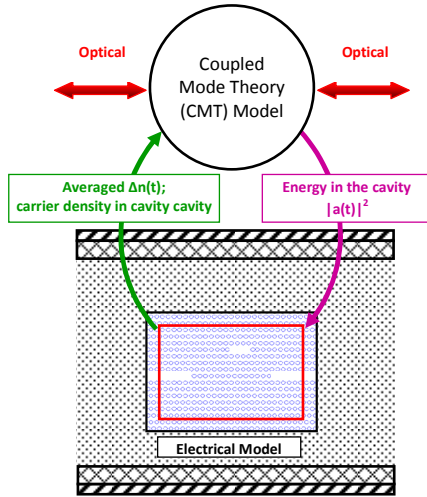 Optical
Optical
Coupled
Mode Theory
(CMT) Model
Averaged Δn(t);
carrier density in cavity cavity
Energy in the cavity
|a(t)|²
Electrical Model